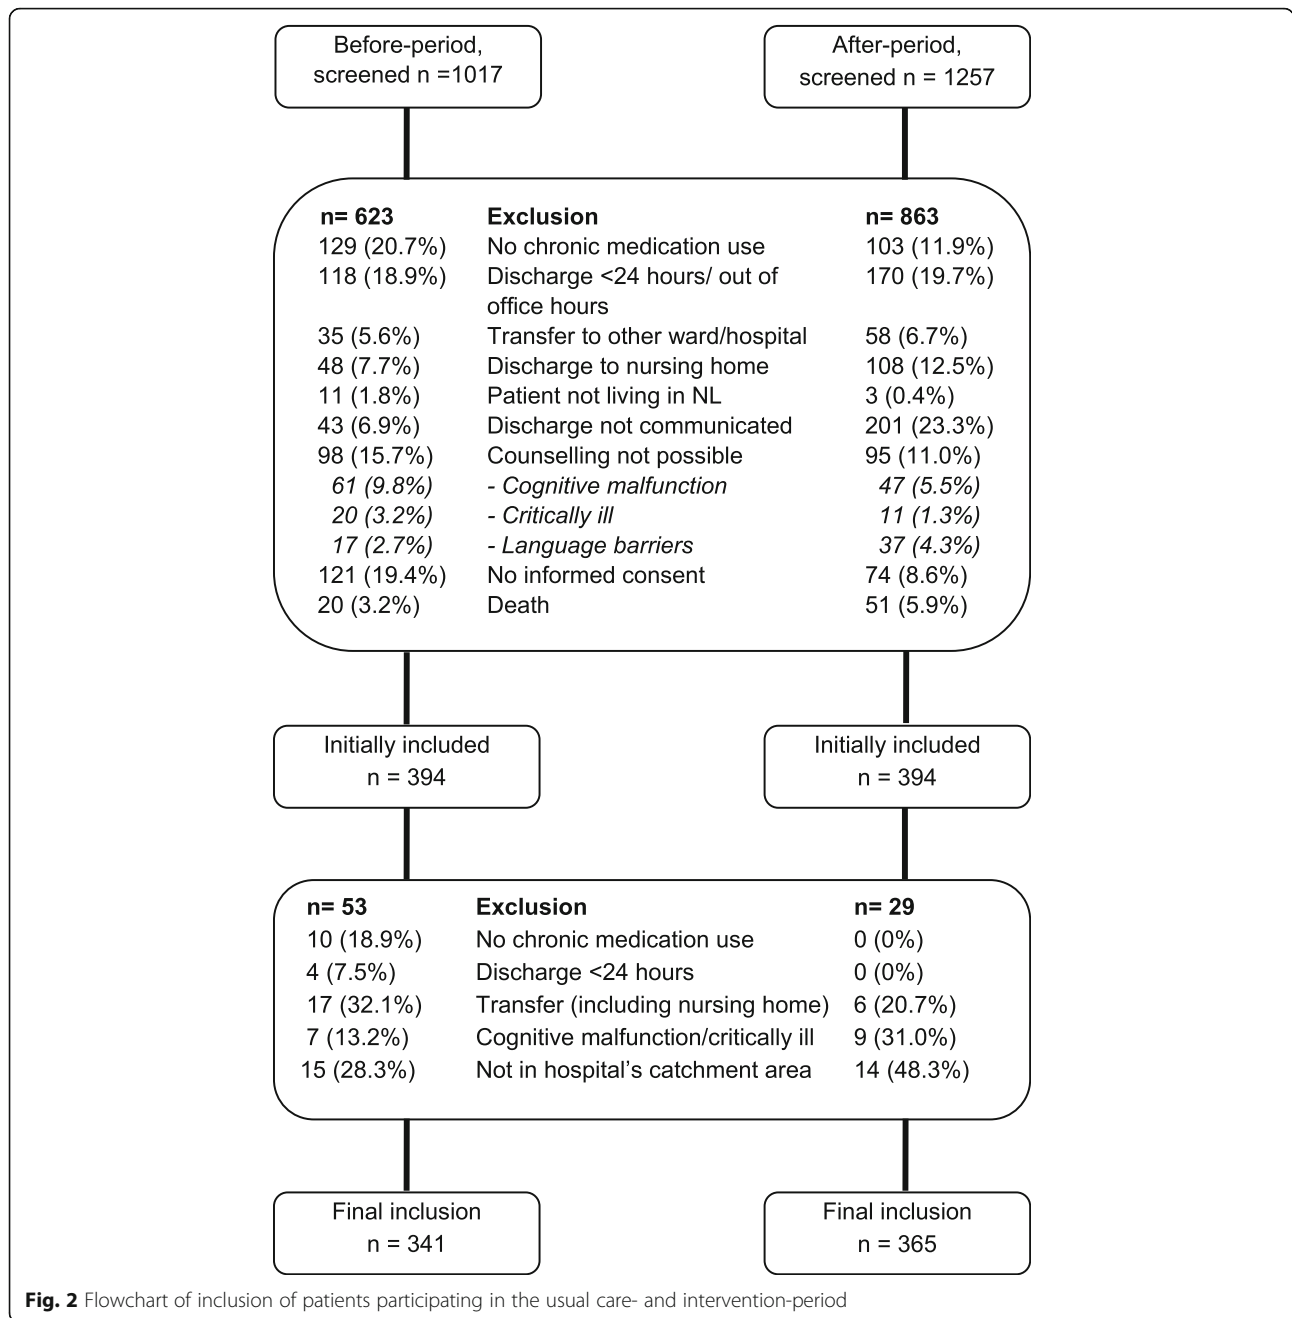 Before-period,
screened n =1017
After-period,
screened n = 1257
n= 623 Exclusion n= 863
129 (20.7%) No chronic medication use 103 (11.9%)
118 (18.9%) Discharge <24 hours/ out of 170 (19.7%)
office hours
35 (5.6%) Transfer to other ward/hospital 58 (6.7%)
48 (7.7%) Discharge to nursing home 108 (12.5%)
11 (1.8%) Patient not living in NL 3 (0.4%)
43 (6.9%) Discharge not communicated 201 (23.3%)
98 (15.7%) Counselling not possible 95 (11.0%)
61 (9.8%) - Cognitive malfunction 47 (5.5%)
20 (3.2%) - Critically ill 11 (1.3%)
17 (2.7%) - Language barriers 37 (4.3%)
121 (19.4%) No informed consent 74 (8.6%)
20 (3.2%) Death 51 (5.9%)
Initially included
n = 394
Initially included
n = 394
n= 53 Exclusion n= 29
10 (18.9%) No chronic medication use 0 (0%)
4 (7.5%) Discharge <24 hours 0 (0%)
17 (32.1%) Transfer (including nursing home) 6 (20.7%)
7 (13.2%) Cognitive malfunction/critically ill 9 (31.0%)
15 (28.3%) Not in hospital's catchment area 14 (48.3%)
Final inclusion
n = 341
Final inclusion
n = 365
Fig. 2 Flowchart of inclusion of patients participating in the usual care- and intervention-period